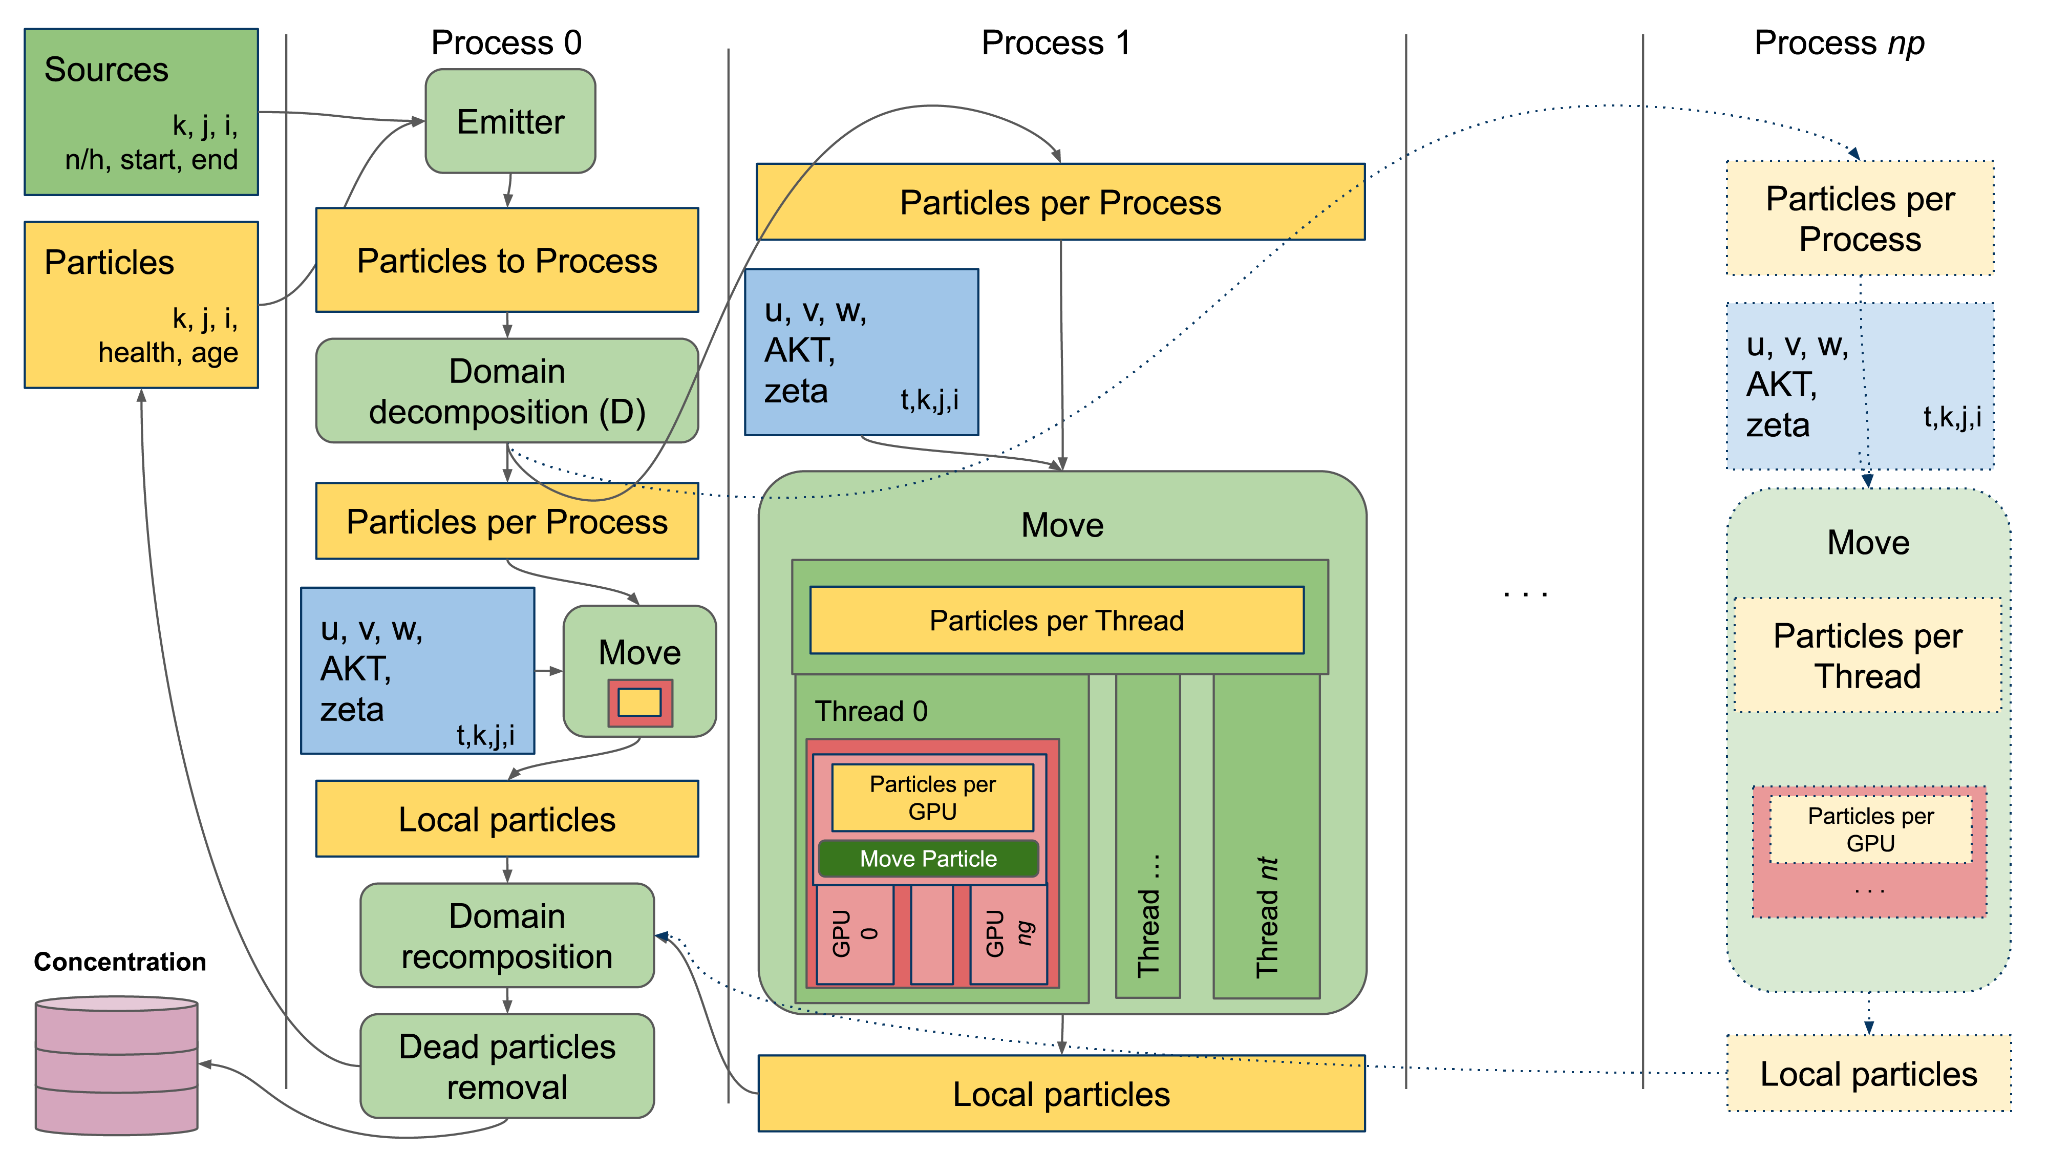 Sources
k, j, i,
n/h, start, end
Particles
k, j, i,
health, age
Concentration
Process 0
Emitter
Particles to Process
Domain
decomposition (D)
Particles per Process
u, v, w,
AKT,
zeta
t,k,j,i
Move
Local particles
Domain
recomposition
Dead particles
removal
Process 1
Particles per Process
u, v, w,
AKT,
zeta
t,k,j,i
Move
Particles per Thread
Thread 0
Particles per
GPU
Move Particle
GPU
0
GPU
ng
Thread ...
Thread nt
Local particles
. . .
Process np
Particles per
Process
u, v, w,
AKT,
zeta
t,k,j,i
Move
Particles per
Thread
Particles per
GPU
. . .
Local particles